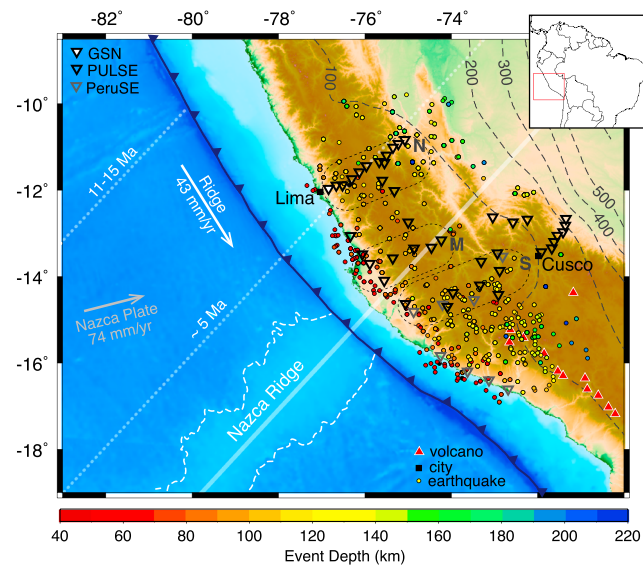 -82° -80° -78° -76° -74°
GSN
PULSE
PeruSE
100
200
300
500
400
-10°
-12°
-14°
-16°
-18°
11-15 Ma
Ridge
43 mm/yr
Lima
N
M
S
Cusco
Nazca Plate
74 mm/yr
~5 Ma
Nazca Ridge
volcano
city
earthquake
40 60 80 100 120 140 160 180 200 220
Event Depth (km)